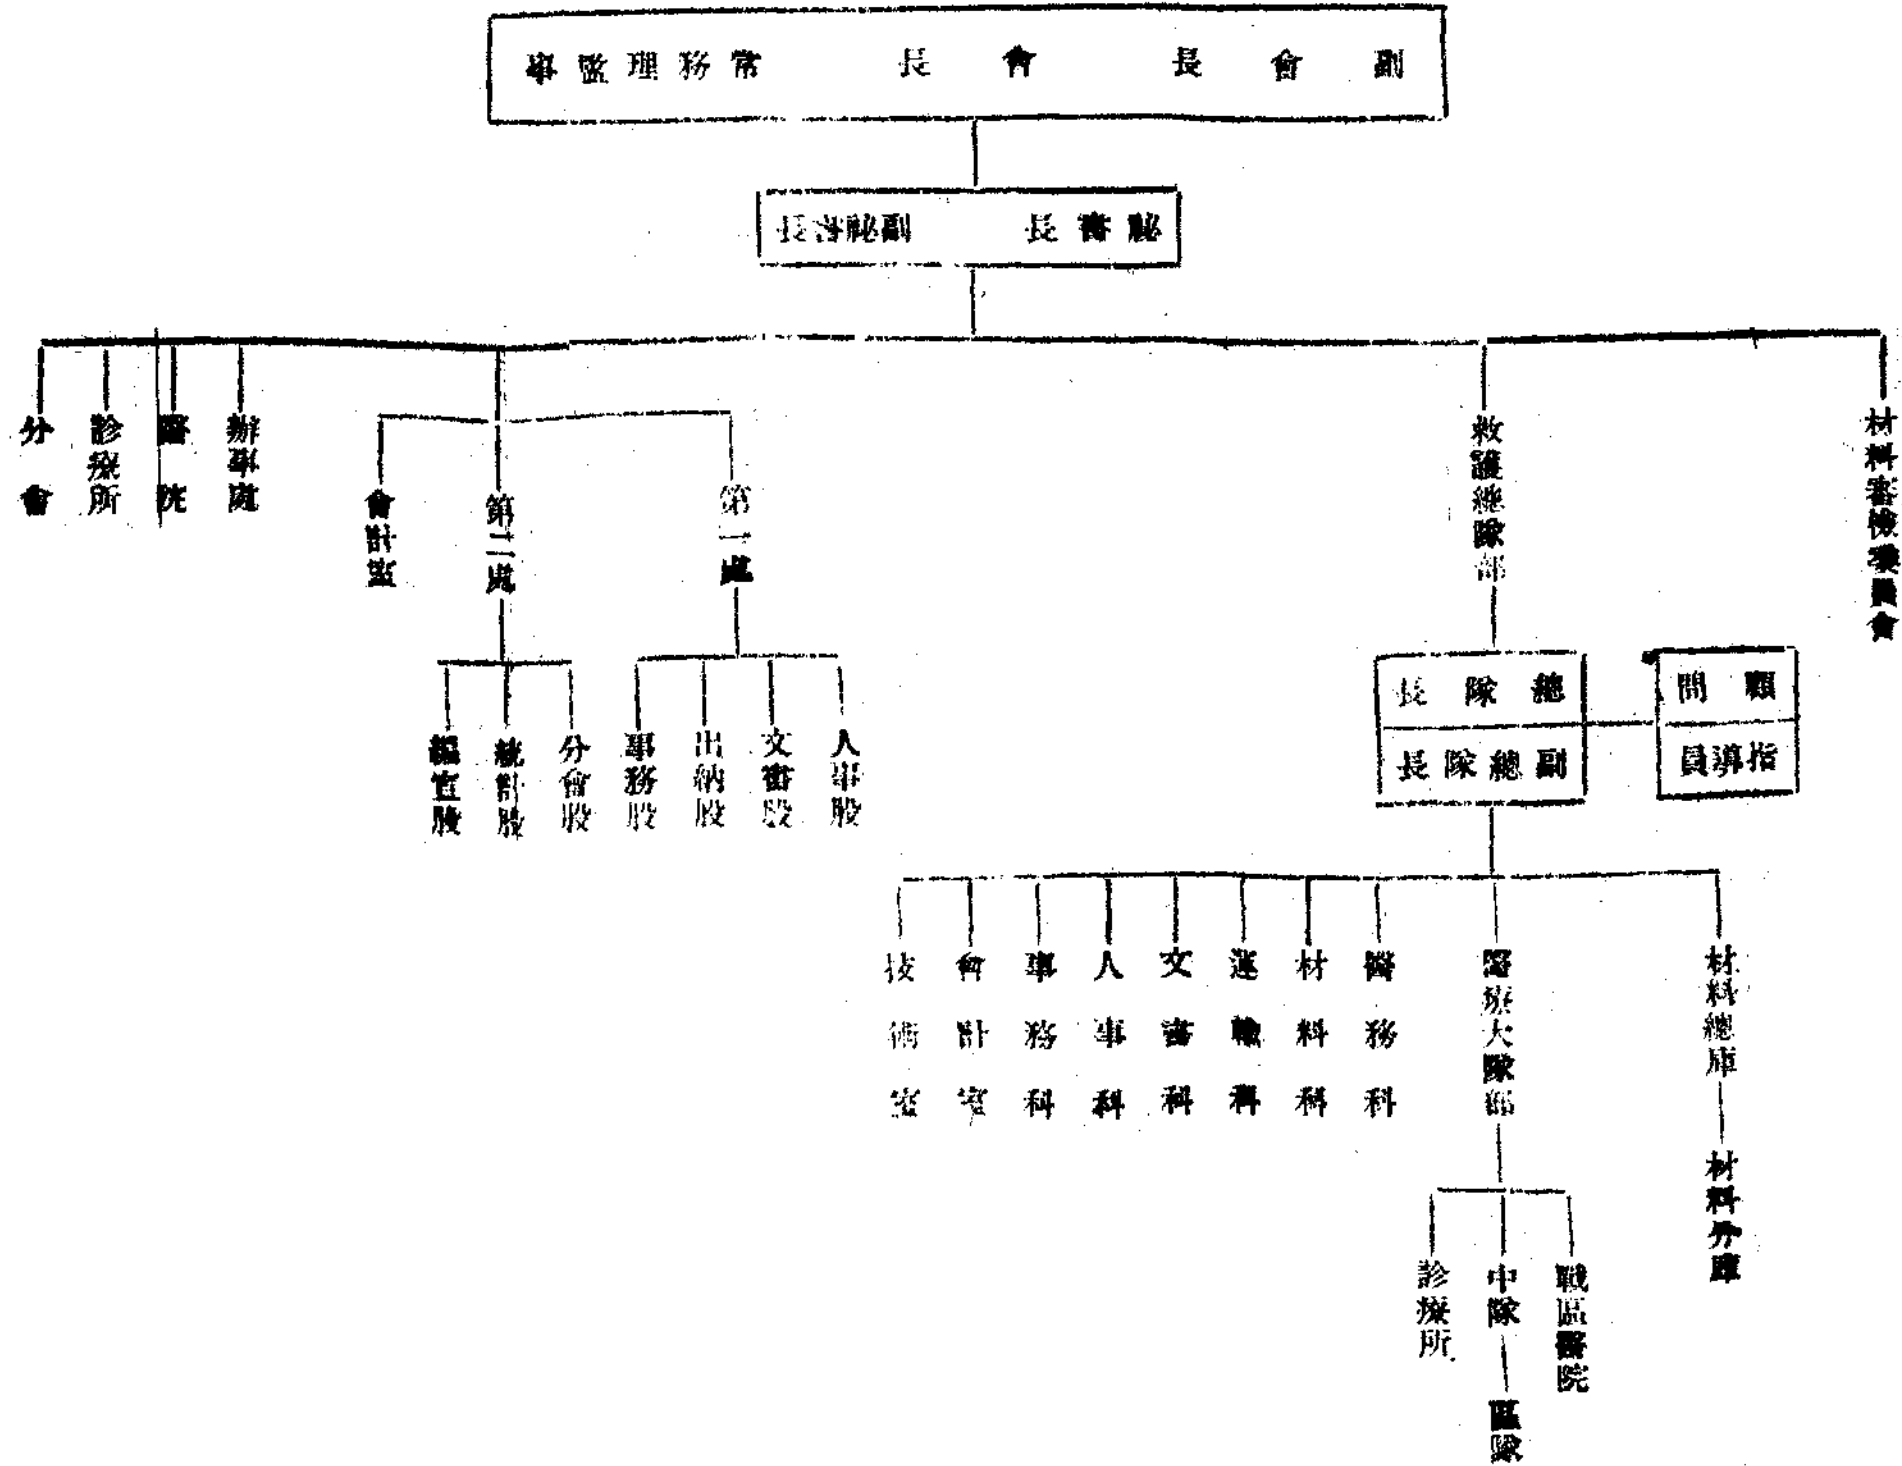 副會長 會長 常務理監事
祕書長 副祕書長
材料審檢委員會
救護總隊部
總隊長
副總隊長
顧問
指導員
材料總庫
材料分庫
醫療大隊部
戰區醫院
中隊
區隊
診療所
醫務科
材料科
運輸科
文書科
人事科
事務科
會計室
技術室
第一處
人事股
文書股
出納股
事務股
第二處
分會股
統計股
編宣股
會計室
辦事處
醫院
診療所
分會